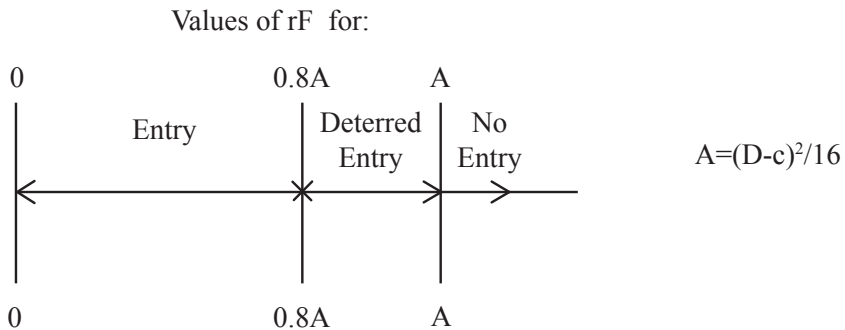 Values of rF for:
0 0.8A A
Entry
Deterred
Entry
No
Entry
A=(D-c)²/16
0 0.8A A